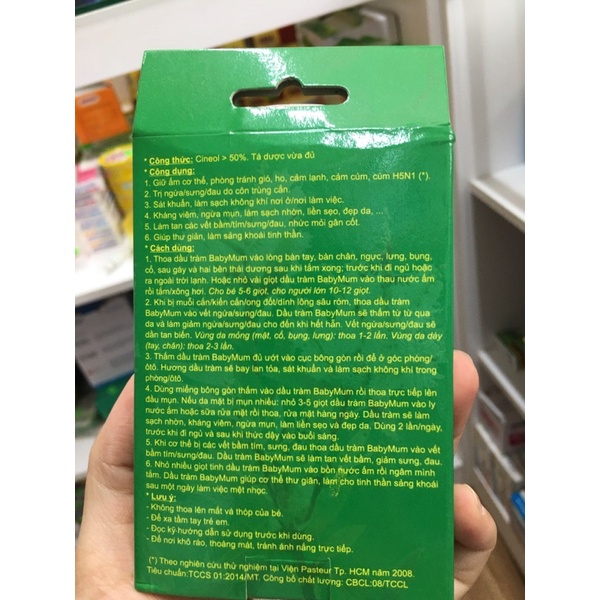 * Công thức: Cineol > 50%. Tá dược vừa đủ
* Công dụng:
1. Giữ ấm cơ thể, phòng tránh gió, ho, cảm lạnh, cảm cúm, cúm H5N1 (*).
2. Trị ngứa/sưng/đau do côn trùng cắn.
3. Sát khuẩn, làm sạch không khí nơi ở/nơi làm việc.
4. Kháng viêm, ngừa mụn, làm sạch nhờn, liền sẹo, đẹp da, ...
5. Làm tan các vết bầm/tím/sưng/đau, nhức mỏi gân cốt.
6. Giúp thư giãn, làm sảng khoái tinh thần.
* Cách dùng:
1. Thoa dầu tràm BabyMum vào lòng bàn tay, bàn chân, ngực, lưng, bụng,
cổ, sau gáy và hai bên thái dương sau khi tắm xong; trước khi đi ngủ hoặc
ra ngoài trời lạnh. Hoặc nhỏ vài giọt dầu tràm BabyMum vào thau nước ấm
rồi tắm/xông hơi. Cho bé 5-6 giọt, cho người lớn 10-12 giọt.
2. Khi bị muỗi cắn/kiến cắn/ong đốt/dính lông sâu róm, thoa dầu tràm
BabyMum vào vết ngứa/sưng/đau. Dầu tràm BabyMum sẽ thấm từ từ qua
da và làm giảm ngứa/sưng/đau cho đến khi hết hẳn. Vết ngứa/sưng/đau sẽ
dần tan biến. Vùng da mỏng (mặt, cổ, bụng, lưng): thoa 1-2 lần. Vùng da dày
(tay, chân): thoa 2-3 lần.
3. Thấm dầu tràm BabyMum đủ ướt vào cục bông gòn rồi để ở góc phòng/
ôtô. Hương dầu tràm sẽ bay lan tỏa, sát khuẩn và làm sạch không khí trong
phòng/ôtô.
4. Dùng miếng bông gòn thấm vào dầu tràm BabyMum rồi thoa trực tiếp lên
đầu mụn. Nếu da mặt bị mụn nhiều: nhỏ 3-5 giọt dầu tràm BabyMum vào ly
nước ấm hoặc sữa rửa mặt rồi thoa, rửa mặt hàng ngày. Dầu tràm sẽ làm
sạch nhờn, kháng viêm, ngừa mụn, làm liền sẹo và đẹp da. Dùng 2 lần/ngày,
trước khi đi ngủ và sau khi thức dậy vào buổi sáng.
5. Khi cơ thể bị các vết bầm tím, sưng, đau thoa dầu tràm BabyMum vào vết
bầm tím/sưng/đau. Dầu tràm BabyMum sẽ làm tan vết bầm, giảm sưng, đau.
6. Nhỏ nhiều giọt tinh dầu tràm BabyMum vào bồn nước ấm rồi ngâm mình
tắm. Dầu tràm BabyMum giúp cơ thể thư giãn, làm cho tinh thần sảng khoái
sau một ngày làm việc mệt nhọc.
* Lưu ý:
- Không thoa lên mắt và thóp của bé.
- Để xa tầm tay trẻ em.
- Đọc kỹ hướng dẫn sử dụng trước khi dùng.
- Để nơi khô ráo, thoáng mát, tránh ánh nắng trực tiếp.
(*) Theo nghiên cứu thử nghiệm tại Viện Pasteur Tp. HCM năm 2008.
Tiêu chuẩn:TCCS 01:2014/MT. Công bố chất lượng: CBCL:08/TCCL